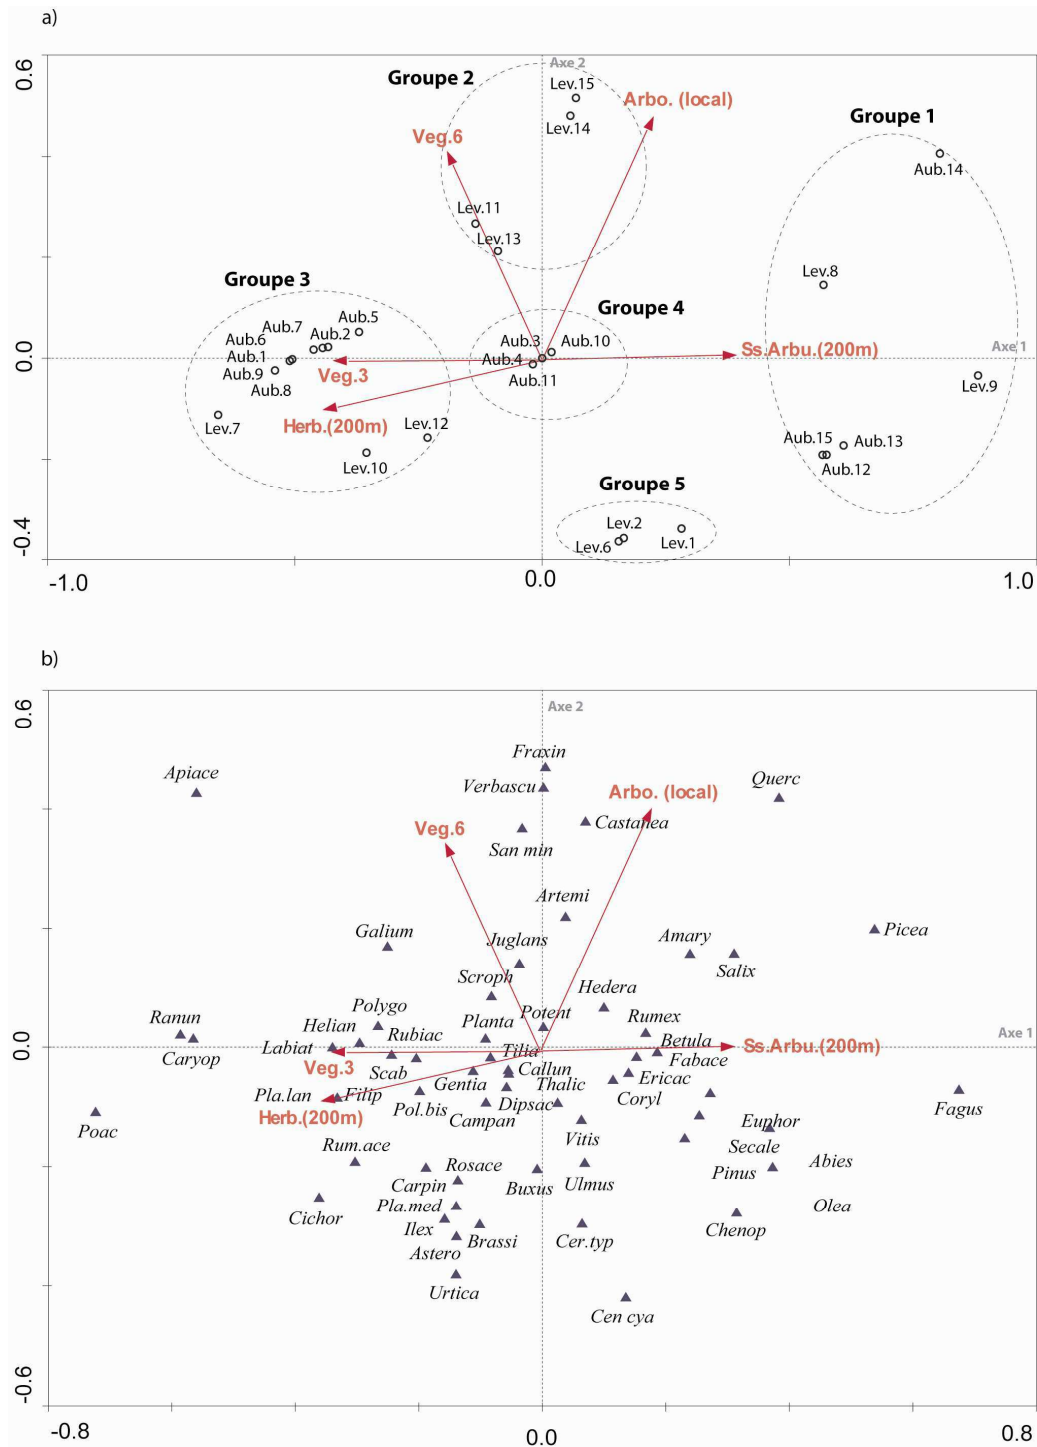 a)
0.6
Axe 2
Groupe 2
Lev.15
Arbo. (local)
Groupe 1
Lev.14
Veg.6
Aub.14
Lev.11
Lev.13
Groupe 3
Lev.8
Groupe 4
Aub.5
Aub.7
Aub.2
Aub.6
Aub.3
Aub.10
Ss.Arbu.(200m)
Axe 1
0.0
Aub.1
Aub.4
Veg.3
Aub.9
Aub.11
Aub.8
Lev.9
Herb.(200m)
Lev.7
Lev.12
Aub.15
Aub.13
Lev.10
Aub.12
Groupe 5
Lev.2
Lev.6
Lev.1
-0.4
-1.0
0.0
1.0
b)
0.6
Axe 2
Fraxin
Apiace
Verbascu
Arbo. (local)
Querc
Veg.6
Castanea
San min
Artemi
Galium
Juglans
Amary
Picea
Scroph
Salix
Hedera
Polygo
Ranun
Helian
Rubiac
Planta
Potent
Rumex
Axe 1
0.0
Caryop
Labiat
Tilia
Betula
Ss.Arbu.(200m)
Veg.3
Scab
Callun
Fabace
Gentia
Thalic
Ericac
Pla.lan
Filip
Coryl
Herb.(200m)
Pol.bis
Dipsac
Fagus
Poac
Campan
Euphor
Rum.ace
Vitis
Secale
Rosace
Abies
Carpin
Buxus
Ulmus
Pinus
Pla.med
Olea
Cichor
Ilex
Brassi
Cer.typ
Chenop
Astero
Urtica
Cen cya
-0.6
-0.8
0.0
0.8